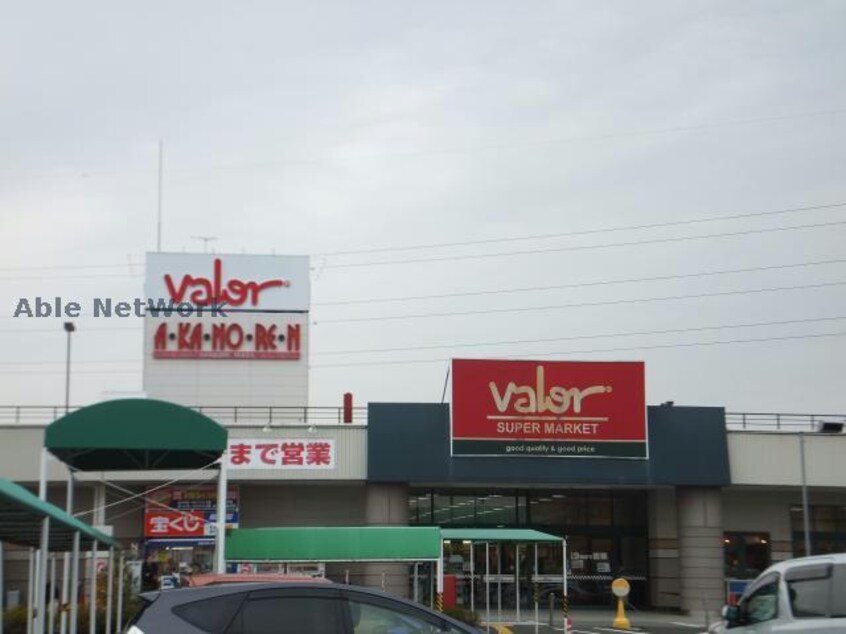 valor
Able NetWork
A・KA・NO・RE・N
valor
SUPER MARKET
good quality & good price
まで営業
宝くじ